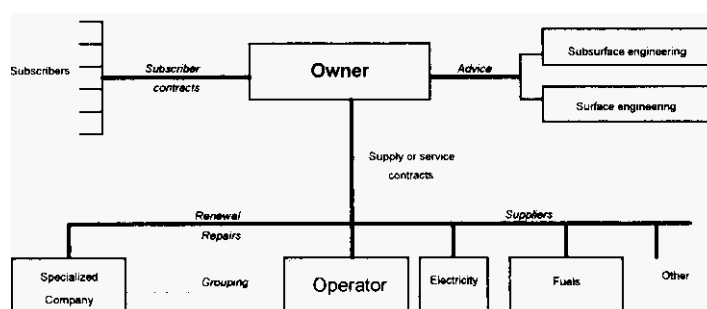 Subsurface engineering
Subscribers
Subscriber
contracts
Owner
Advice
Surface engineering
Supply or service
contracts
Renewal
Suppliers
Repairs
Specialized
Company
Grouping
Operator
Electricity
Fuals
Other